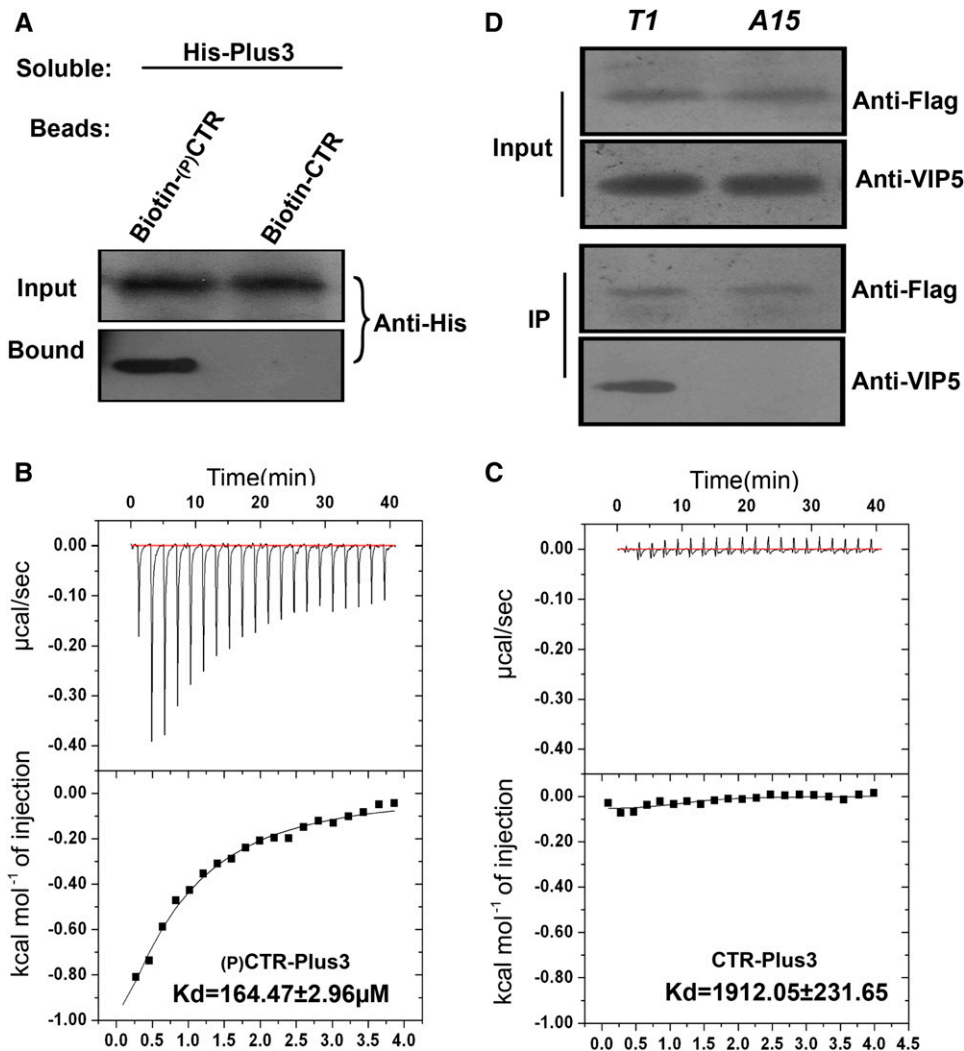 A
Soluble:
His-Plus3
Beads:
Biotin-(P)CTR
Biotin-CTR
Input
Bound
Anti-His
D
T1 A15
Input
Anti-Flag
Anti-VIP5
IP
Anti-Flag
Anti-VIP5
B
Time(min)
0 10 20 30 40
µcal/sec
0.00
-0.10
-0.20
-0.30
-0.40
kcal mol⁻¹ of injection
0.00
-0.20
-0.40
-0.60
-0.80
-1.00
(P)CTR-Plus3
Kd=164.47±2.96µM
0.0 0.5 1.0 1.5 2.0 2.5 3.0 3.5 4.0
C
Time(min)
0 10 20 30 40
µcal/sec
0.00
-0.10
-0.20
-0.30
-0.40
kcal mol⁻¹ of injection
0.00
-0.20
-0.40
-0.60
-0.80
-1.00
CTR-Plus3
Kd=1912.05±231.65
0.0 0.5 1.0 1.5 2.0 2.5 3.0 3.5 4.0 4.5